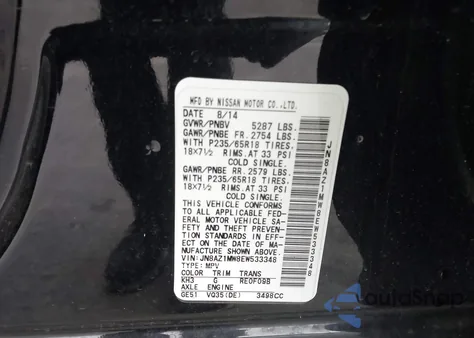 MFD BY NISSAN MOTOR CO.,LTD.
DATE 8/14
GVWR/PNBV 5287 LBS.
GAWR/PNBE FR. 2754 LBS.
WITH P235/65R18 TIRES.
18X7½ RIMS.AT 33 PSI
COLD SINGLE.
GAWR/PNBE RR. 2579 LBS.
WITH P235/65R18 TIRES.
18X7½ RIMS.AT 33 PSI
COLD SINGLE.
THIS VEHICLE CONFORMS
TO ALL APPLICABLE FED-
ERAL MOTOR VEHICLE SA-
FETY AND THEFT PREVEN-
TION STANDARDS IN EFF-
ECT ON THE DATE OF MA-
NUFACTURE SHOWN ABOVE.
VIN:JN8AZ1MW8EW533348
TYPE: MPV
COLOR TRIM TRANS
KH3 G RE0F09B
AXLE ENGINE
GE51 VQ35(DE) 3498CC
JN8AZ1MW8EW533348
AutoSnap